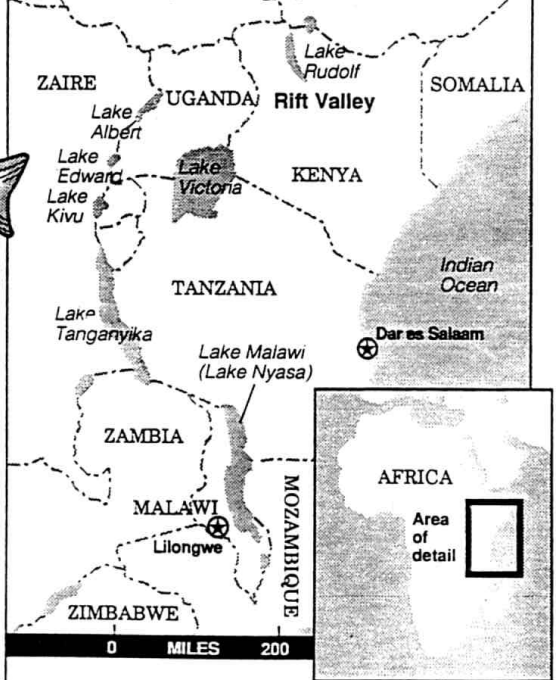 Lake
Rudolf
ZAIRE
UGANDA
Rift Valley
SOMALIA
Lake
Albert
Lake
Edward
Lake
Victoria
KENYA
Lake
Kivu
Indian
Ocean
TANZANIA
Lake
Tanganyika
Dar es Salaam
Lake Malawi
(Lake Nyasa)
ZAMBIA
AFRICA
MALAWI
MOZAMBIQUE
Area
of
detail
Lilongwe
ZIMBABWE
0 MILES 200